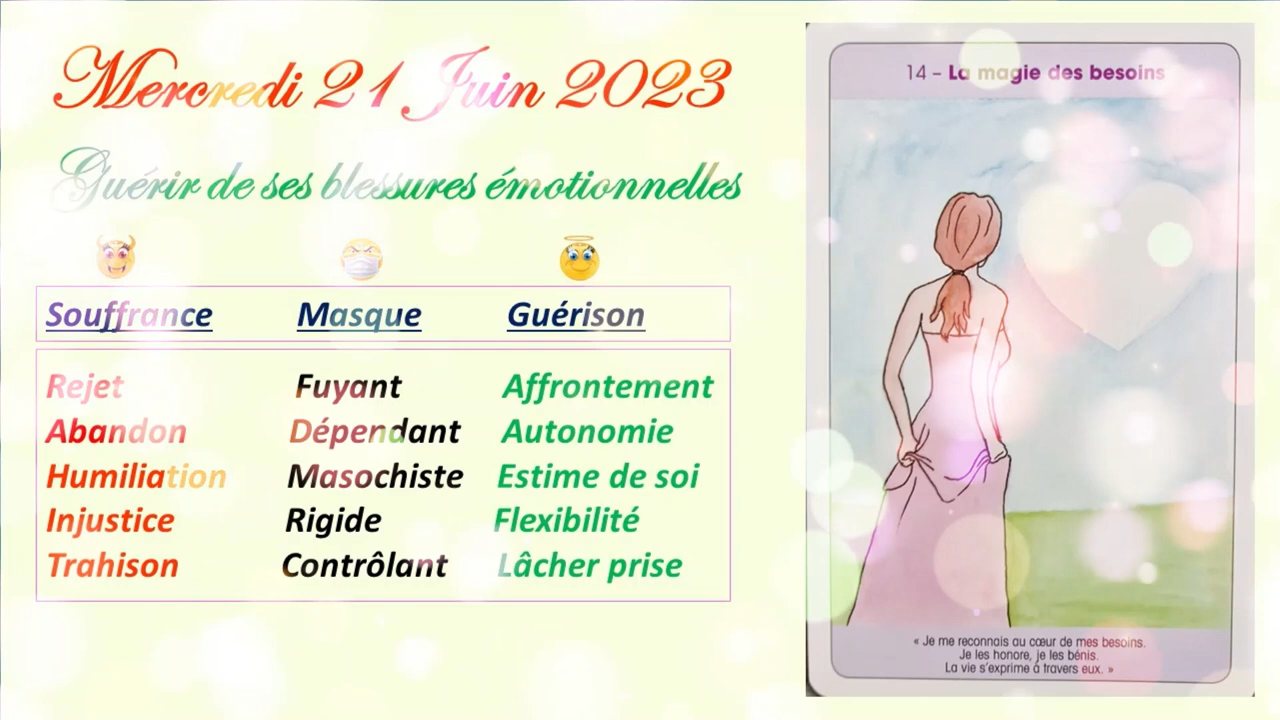 Mercredi 21 Juin 2023
Guérir de ses blessures émotionnelles
Souffrance Masque Guérison
Rejet Fuyant Affrontement
Abandon Dépendant Autonomie
Humiliation Masochiste Estime de soi
Injustice Rigide Flexibilité
Trahison Contrôlant Lâcher prise
14 – La magie des besoins
« Je me reconnais au cœur de mes besoins.
Je les honore, je les bénis.
La vie s’exprime à travers eux. »